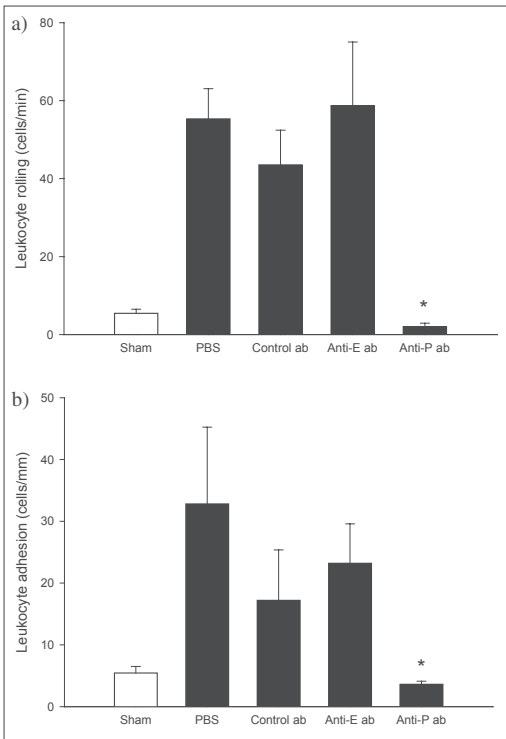 a)
Leukocyte rolling (cells/min)
80
60
40
20
0
*
Sham PBS Control ab Anti-E ab Anti-P ab
b)
Leukocyte adhesion (cells/mm)
50
40
30
20
10
0
*
Sham PBS Control ab Anti-E ab Anti-P ab